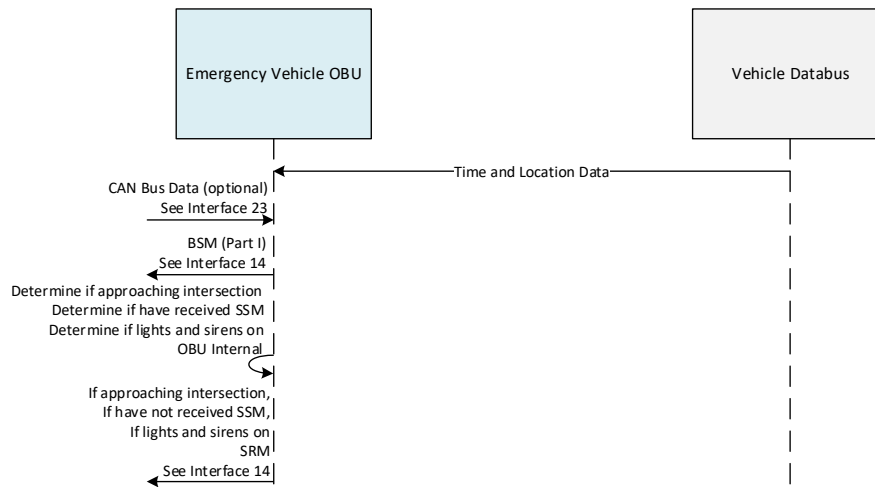 Emergency Vehicle OBU
Vehicle Databus
Time and Location Data
CAN Bus Data (optional)
See Interface 23
BSM (Part I)
See Interface 14
Determine if approaching intersection
Determine if have received SSM
Determine if lights and sirens on
OBU Internal
If approaching intersection,
If have not received SSM,
If lights and sirens on
SRM
See Interface 14